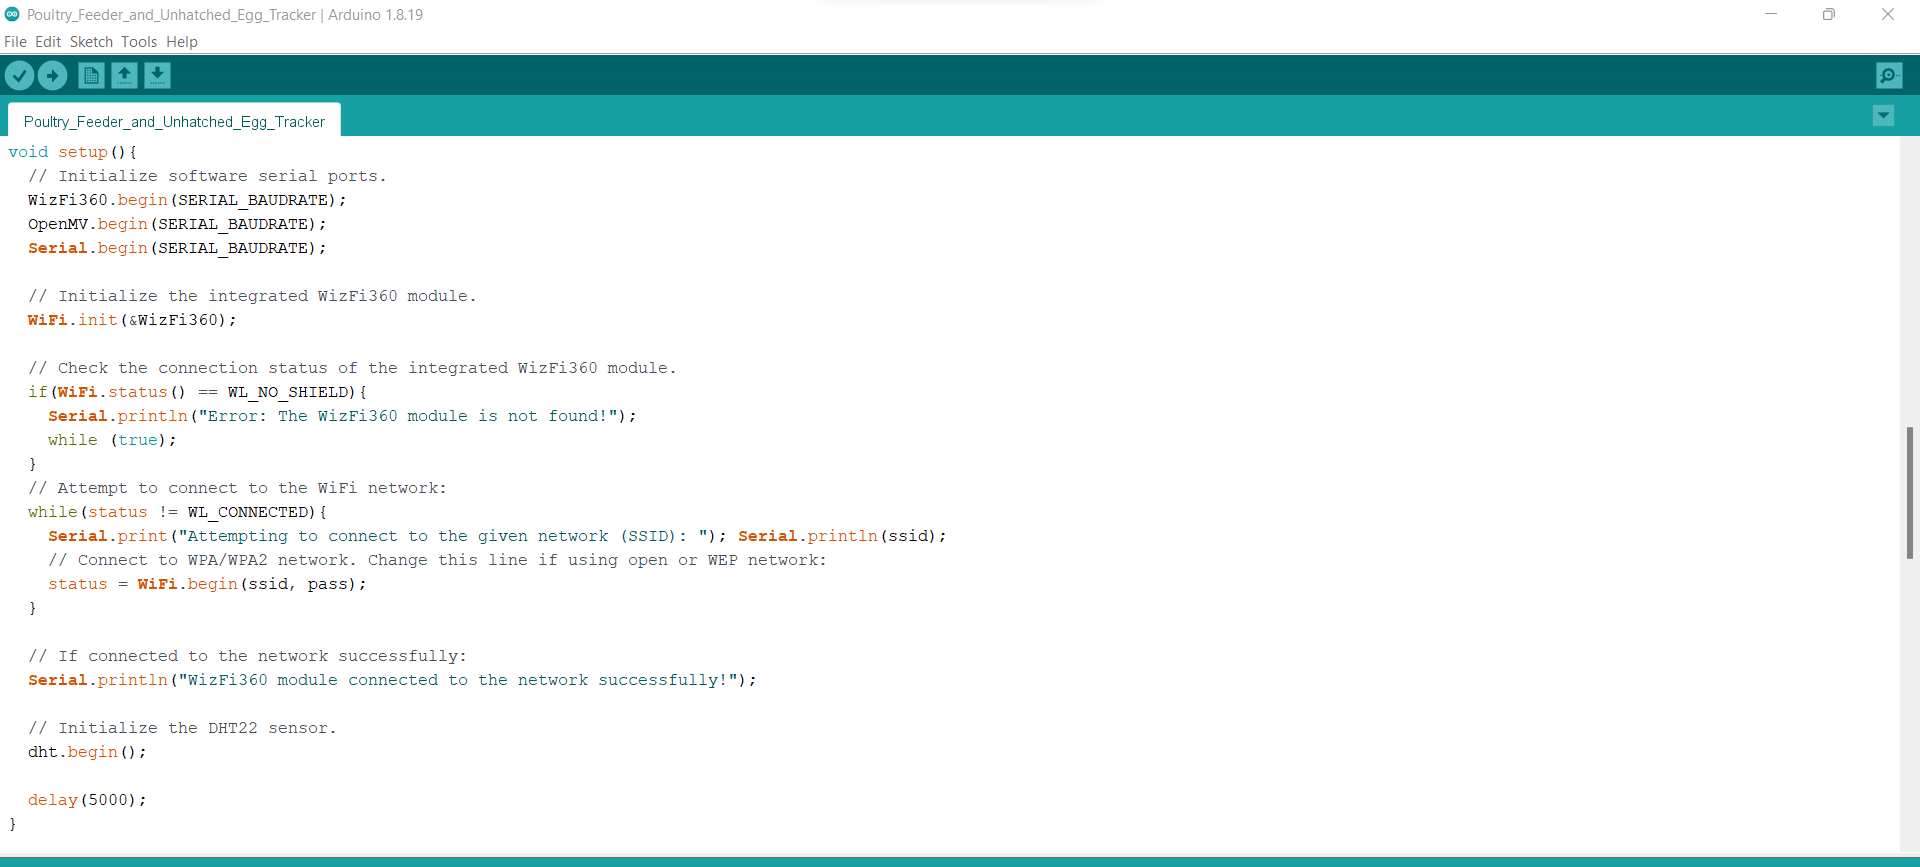 Poultry_Feeder_and_Unhatched_Egg_Tracker | Arduino 1.8.19
File Edit Sketch Tools Help
Poultry_Feeder_and_Unhatched_Egg_Tracker
void setup(){
  // Initialize software serial ports.
  WizFi360.begin(SERIAL_BAUDRATE);
  OpenMV.begin(SERIAL_BAUDRATE);
  Serial.begin(SERIAL_BAUDRATE);

  // Initialize the integrated WizFi360 module.
  WiFi.init(&WizFi360);

  // Check the connection status of the integrated WizFi360 module.
  if(WiFi.status() == WL_NO_SHIELD){
    Serial.println("Error: The WizFi360 module is not found!");
    while (true);
  }
  // Attempt to connect to the WiFi network:
  while(status != WL_CONNECTED){
    Serial.print("Attempting to connect to the given network (SSID): "); Serial.println(ssid);
    // Connect to WPA/WPA2 network. Change this line if using open or WEP network:
    status = WiFi.begin(ssid, pass);
  }

  // If connected to the network successfully:
  Serial.println("WizFi360 module connected to the network successfully!");

  // Initialize the DHT22 sensor.
  dht.begin();

  delay(5000);
}